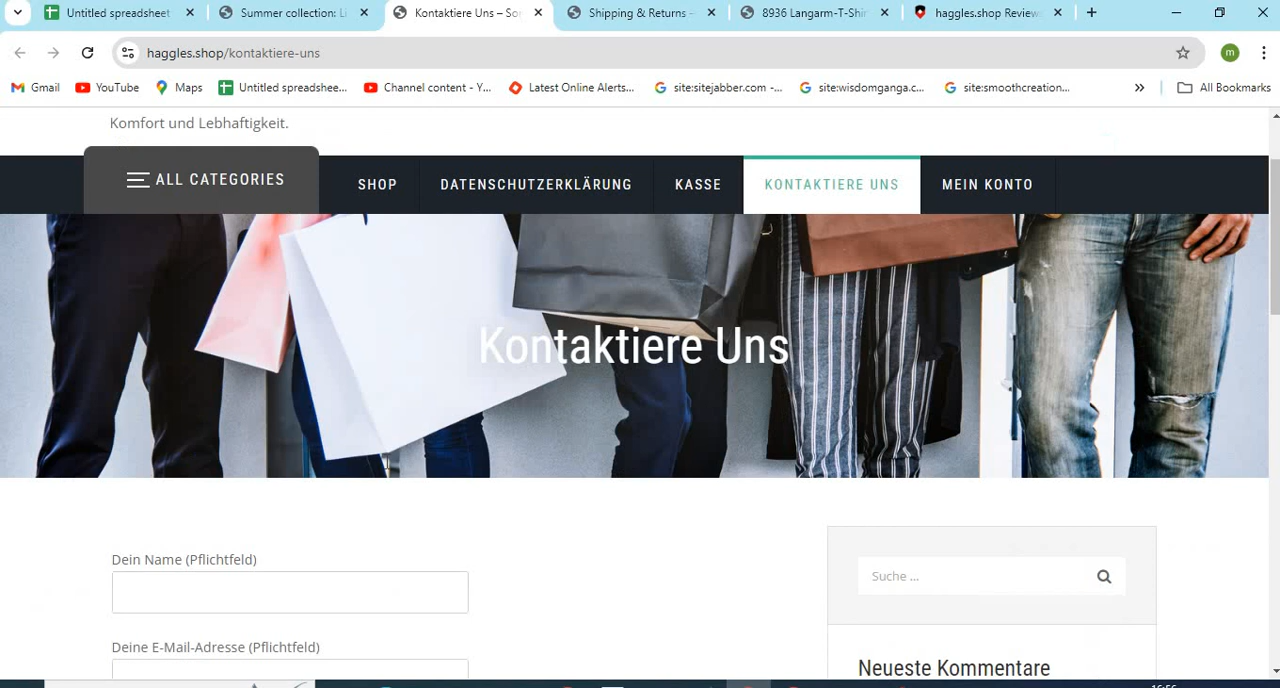 Untitled spreadsheet
Summer collection: Li
Kontaktiere Uns – So
Shipping & Returns –
8936 Langarm-T-Shir
haggles.shop Reviews
haggles.shop/kontaktiere-uns
m
Gmail
YouTube
Maps
Untitled spreadshee...
Channel content - Y...
Latest Online Alerts...
site:sitejabber.com -...
site:wisdomganga.c...
site:smoothcreation...
All Bookmarks
Komfort und Lebhaftigkeit.
ALL CATEGORIES
SHOP
DATENSCHUTZERKLÄRUNG
KASSE
KONTAKTIERE UNS
MEIN KONTO
Kontaktiere Uns
Dein Name (Pflichtfeld)
Suche ...
Deine E-Mail-Adresse (Pflichtfeld)
Neueste Kommentare